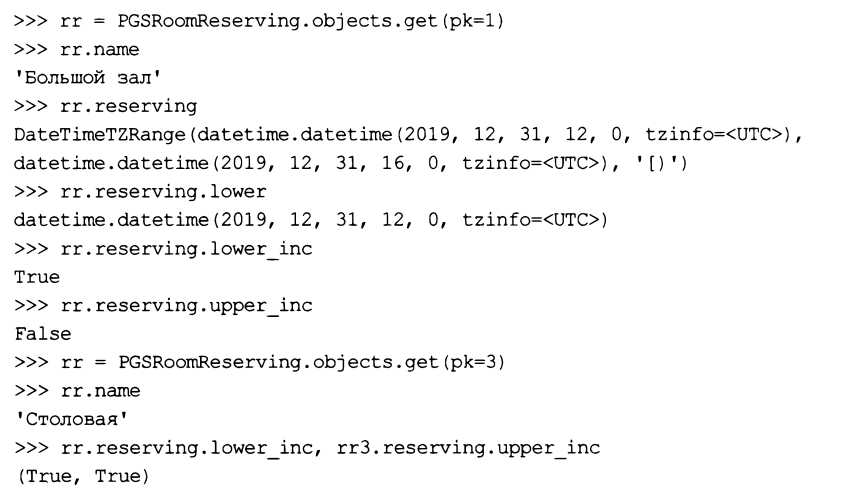 >>> rr = PGSRoomReserving.objects.get(pk=1)
>>> rr.name
'Большой зал'
>>> rr.reserving
DateTimeTZRange(datetime.datetime(2019, 12, 31, 12, 0, tzinfo=<UTC>),
datetime.datetime(2019, 12, 31, 16, 0, tzinfo=<UTC>), '[)')
>>> rr.reserving.lower
datetime.datetime(2019, 12, 31, 12, 0, tzinfo=<UTC>)
>>> rr.reserving.lower_inc
True
>>> rr.reserving.upper_inc
False
>>> rr = PGSRoomReserving.objects.get(pk=3)
>>> rr.name
'Столовая'
>>> rr.reserving.lower_inc, rr3.reserving.upper_inc
(True, True)